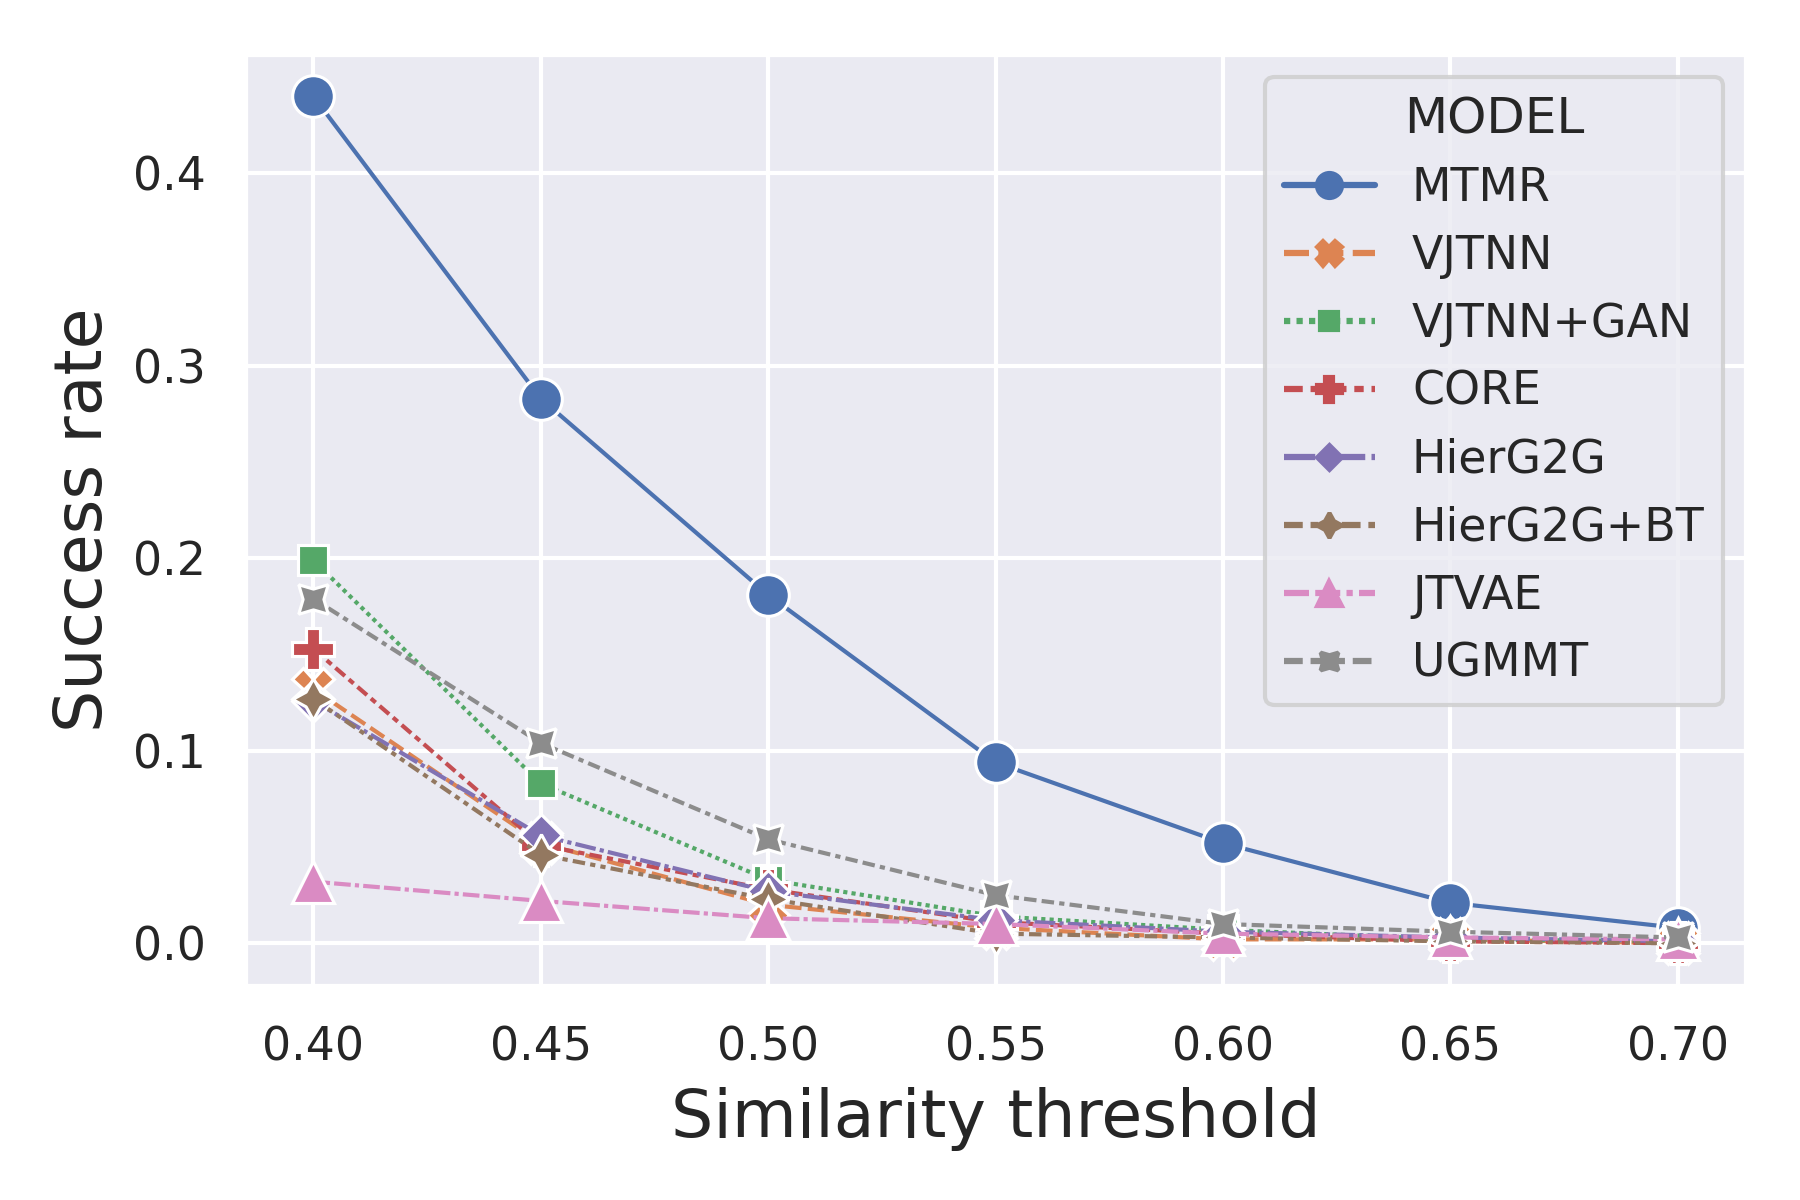 MODEL
MTMR
VJTNN
VJTNN+GAN
CORE
HierG2G
HierG2G+BT
JTVAE
UGMMT
Success rate
0.4
0.3
0.2
0.1
0.0
0.40 0.45 0.50 0.55 0.60 0.65 0.70
Similarity threshold